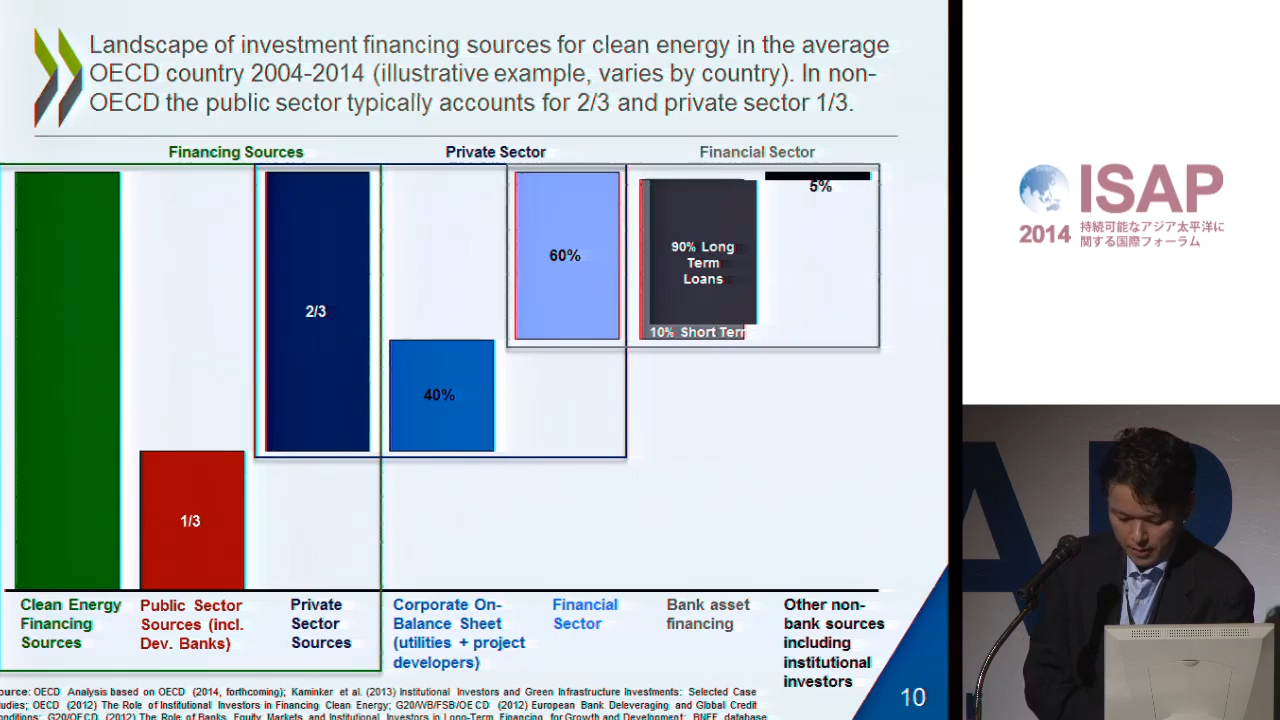 Landscape of investment financing sources for clean energy in the average
OECD country 2004-2014 (illustrative example, varies by country). In non-
OECD the public sector typically accounts for 2/3 and private sector 1/3.
Financing Sources
Private Sector
Financial Sector
5%
60%
90% Long
Term
Loans
2/3
10% Short Term
40%
1/3
Clean Energy
Financing
Sources
Public Sector
Sources (incl.
Dev. Banks)
Private
Sector
Sources
Corporate On-
Balance Sheet
(utilities + project
developers)
Financial
Sector
Bank asset
financing
Other non-
bank sources
including
institutional
investors
ource: OECD Analysis based on OECD (2014, forthcoming); Kaminker et al. (2013) Institutional Investors and Green Infrastructure Investments: Selected Case
udies; OECD (2012) The Role of Institutional Investors in Financing Clean Energy; G20/WB/FSB/OECD (2012) European Bank Deleveraging and Global Credit
onditions; G20/OECD (2012) The Role of Banks, Equity Markets and Institutional Investors in Long-Term Financing for Growth and Development; BNEF database
10
ISAP
2014
持続可能なアジア太平洋に
関する国際フォーラム
AP